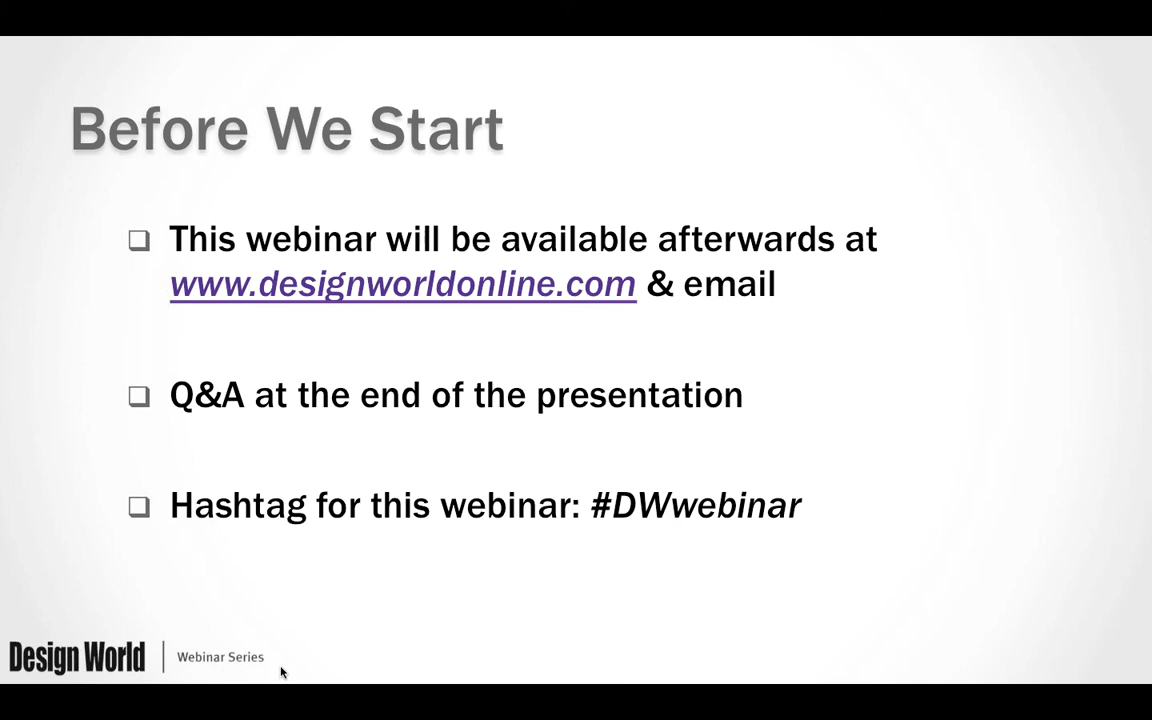 Before We Start
❑ This webinar will be available afterwards at
www.designworldonline.com & email
❑ Q&A at the end of the presentation
❑ Hashtag for this webinar: #DWwebinar
Design World | Webinar Series